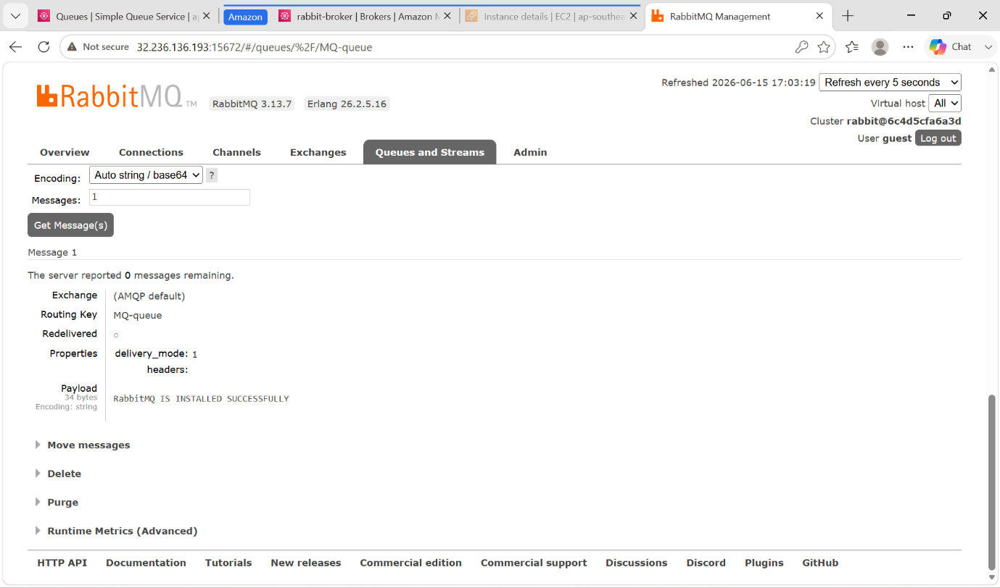 Queues | Simple Queue Service | a
Amazon
rabbit-broker | Brokers | Amazon M
Instance details | EC2 | ap-southea
RabbitMQ Management
Not secure 32.236.136.193:15672/#/queues/%2F/MQ-queue
Chat
RabbitMQ TM
RabbitMQ 3.13.7 Erlang 26.2.5.16
Refreshed 2026-06-15 17:03:19 Refresh every 5 seconds
Virtual host All
Cluster rabbit@6c4d5cfa6a3d
User guest Log out
Overview Connections Channels Exchanges Queues and Streams Admin
Encoding: Auto string / base64 ?
Messages: 1
Get Message(s)
Message 1
The server reported 0 messages remaining.
Exchange (AMQP default)
Routing Key MQ-queue
Redelivered ○
Properties delivery_mode: 1
headers:
Payload
34 bytes
Encoding: string
RabbitMQ IS INSTALLED SUCCESSFULLY
Move messages
Delete
Purge
Runtime Metrics (Advanced)
HTTP API Documentation Tutorials New releases Commercial edition Commercial support Discussions Discord Plugins GitHub